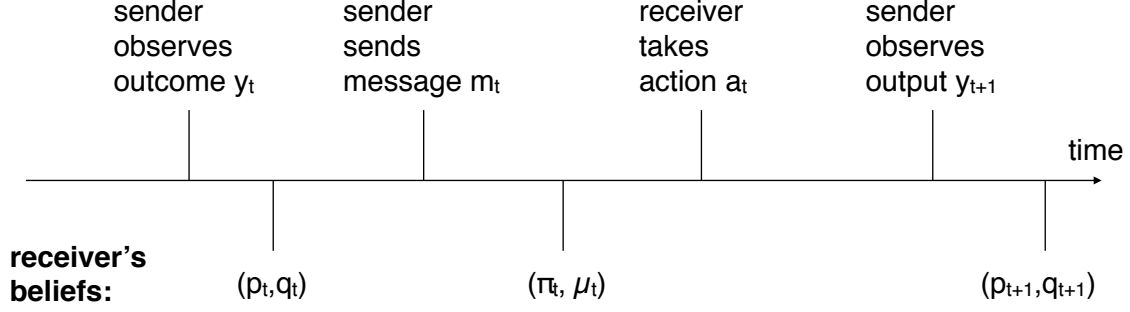 sender
observes
outcome yt
sender
sends
message mt
receiver
takes
action at
sender
observes
output yt+1
time
receiver's
beliefs:
(pt,qt)
(πt, μt)
(pt+1,qt+1)